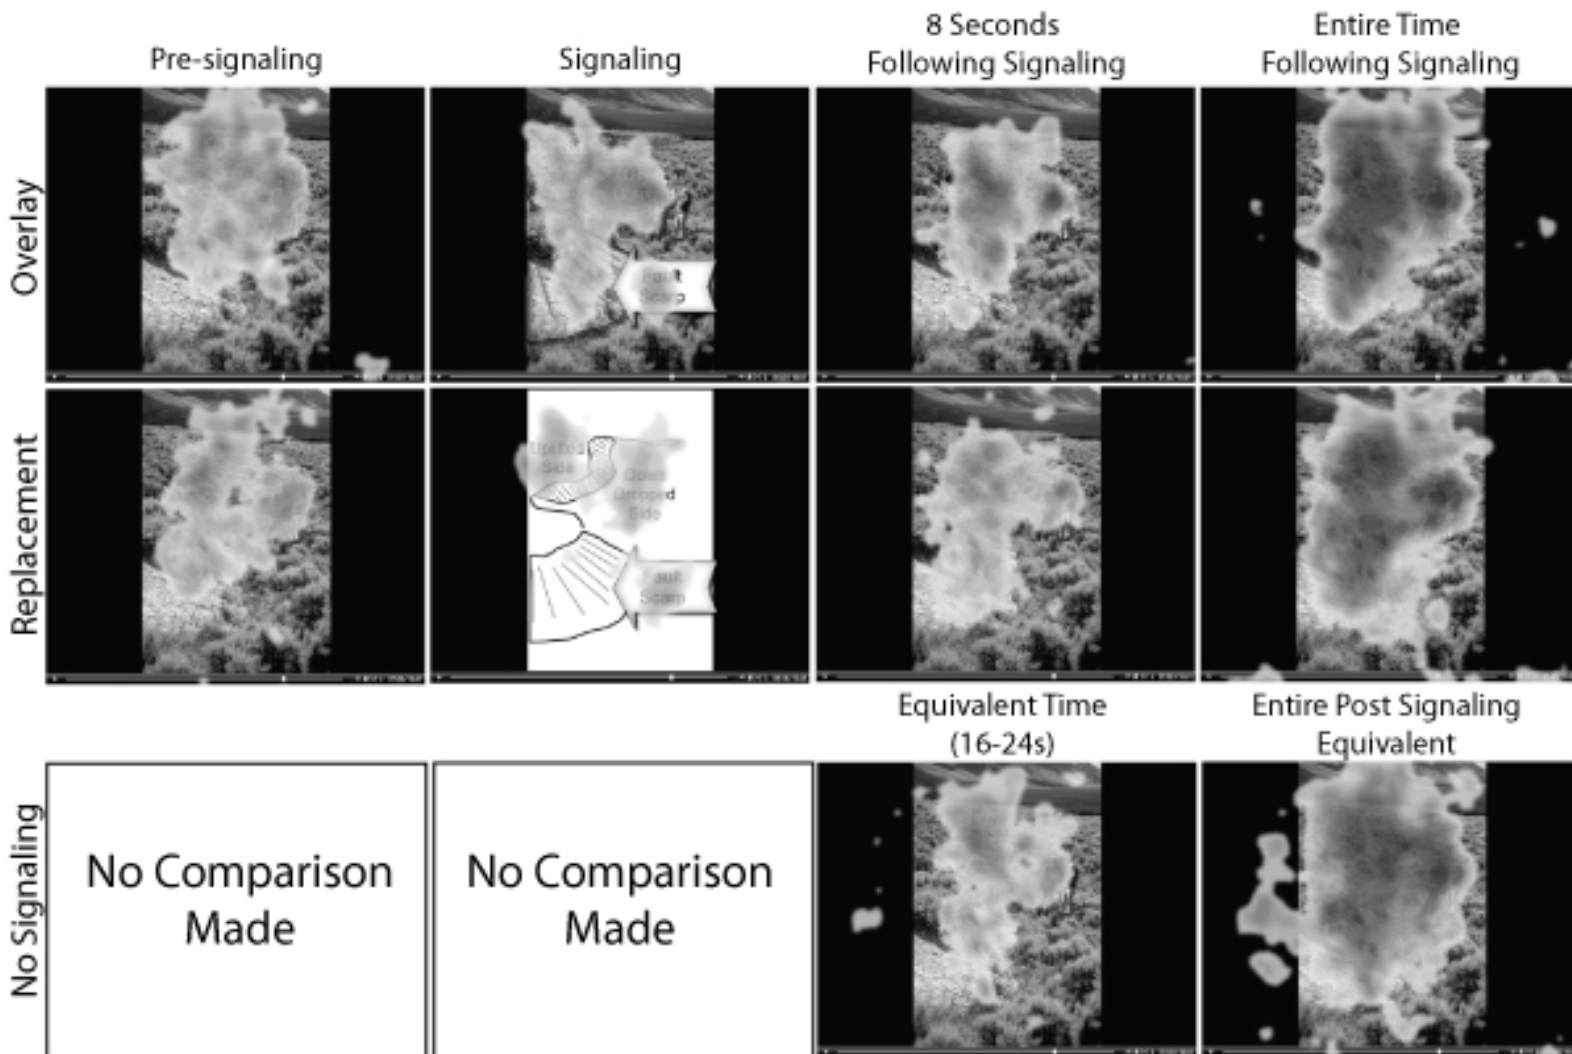 Pre-signaling
Signaling
8 Seconds
Following Signaling
Entire Time
Following Signaling
Overlay
Fault
Scarp
Replacement
Uplifted
Side
Down
Dropped
Side
Fault
Scarp
Equivalent Time
(16-24s)
Entire Post Signaling
Equivalent
No Signaling
No Comparison
Made
No Comparison
Made